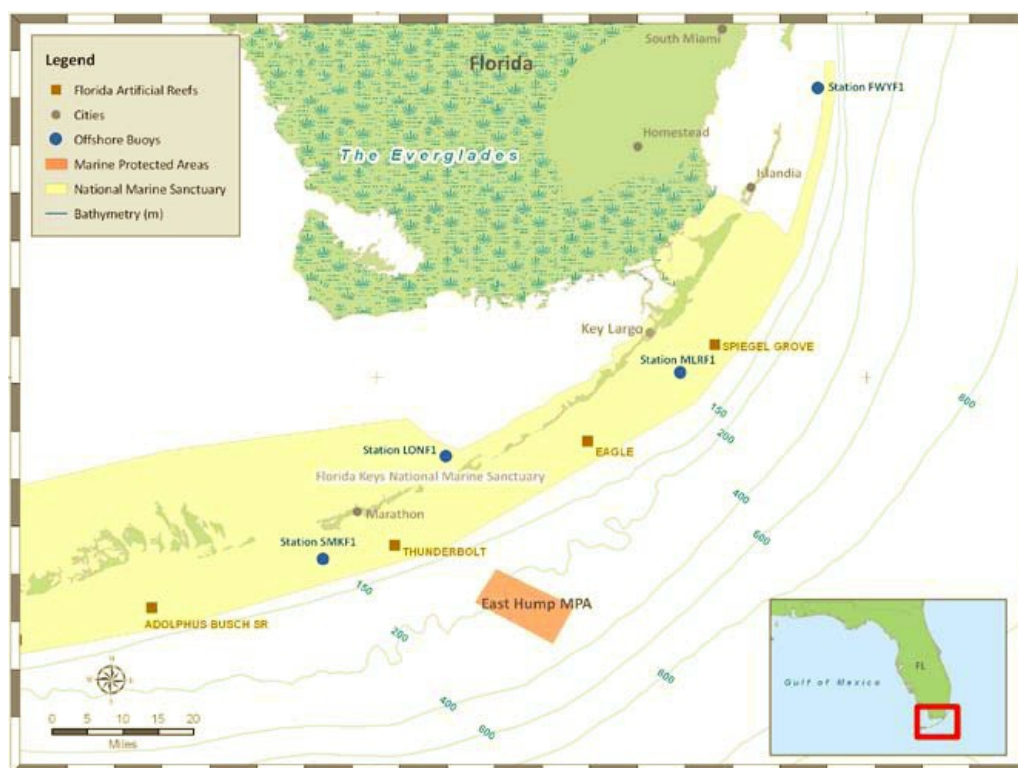 South Miami
Florida
Legend
Florida Artificial Reefs
Cities
Offshore Buoys
Marine Protected Areas
National Marine Sanctuary
Bathymetry (m)
Station FWYF1
Homestead
The Everglades
Islandia
Key Largo
SPIEGEL GROVE
Station MLRF1
150
800
200
Station LONF1
EAGLE
Florida Keys National Marine Sanctuary
400
Marathon
600
Station SMKF1
THUNDERBOLT
150
East Hump MPA
ADOLPHUS BUSCH SR
200
FL
800
Gulf of Mexico
N
W
E
S
400
0 5 10 15 20
Miles
600